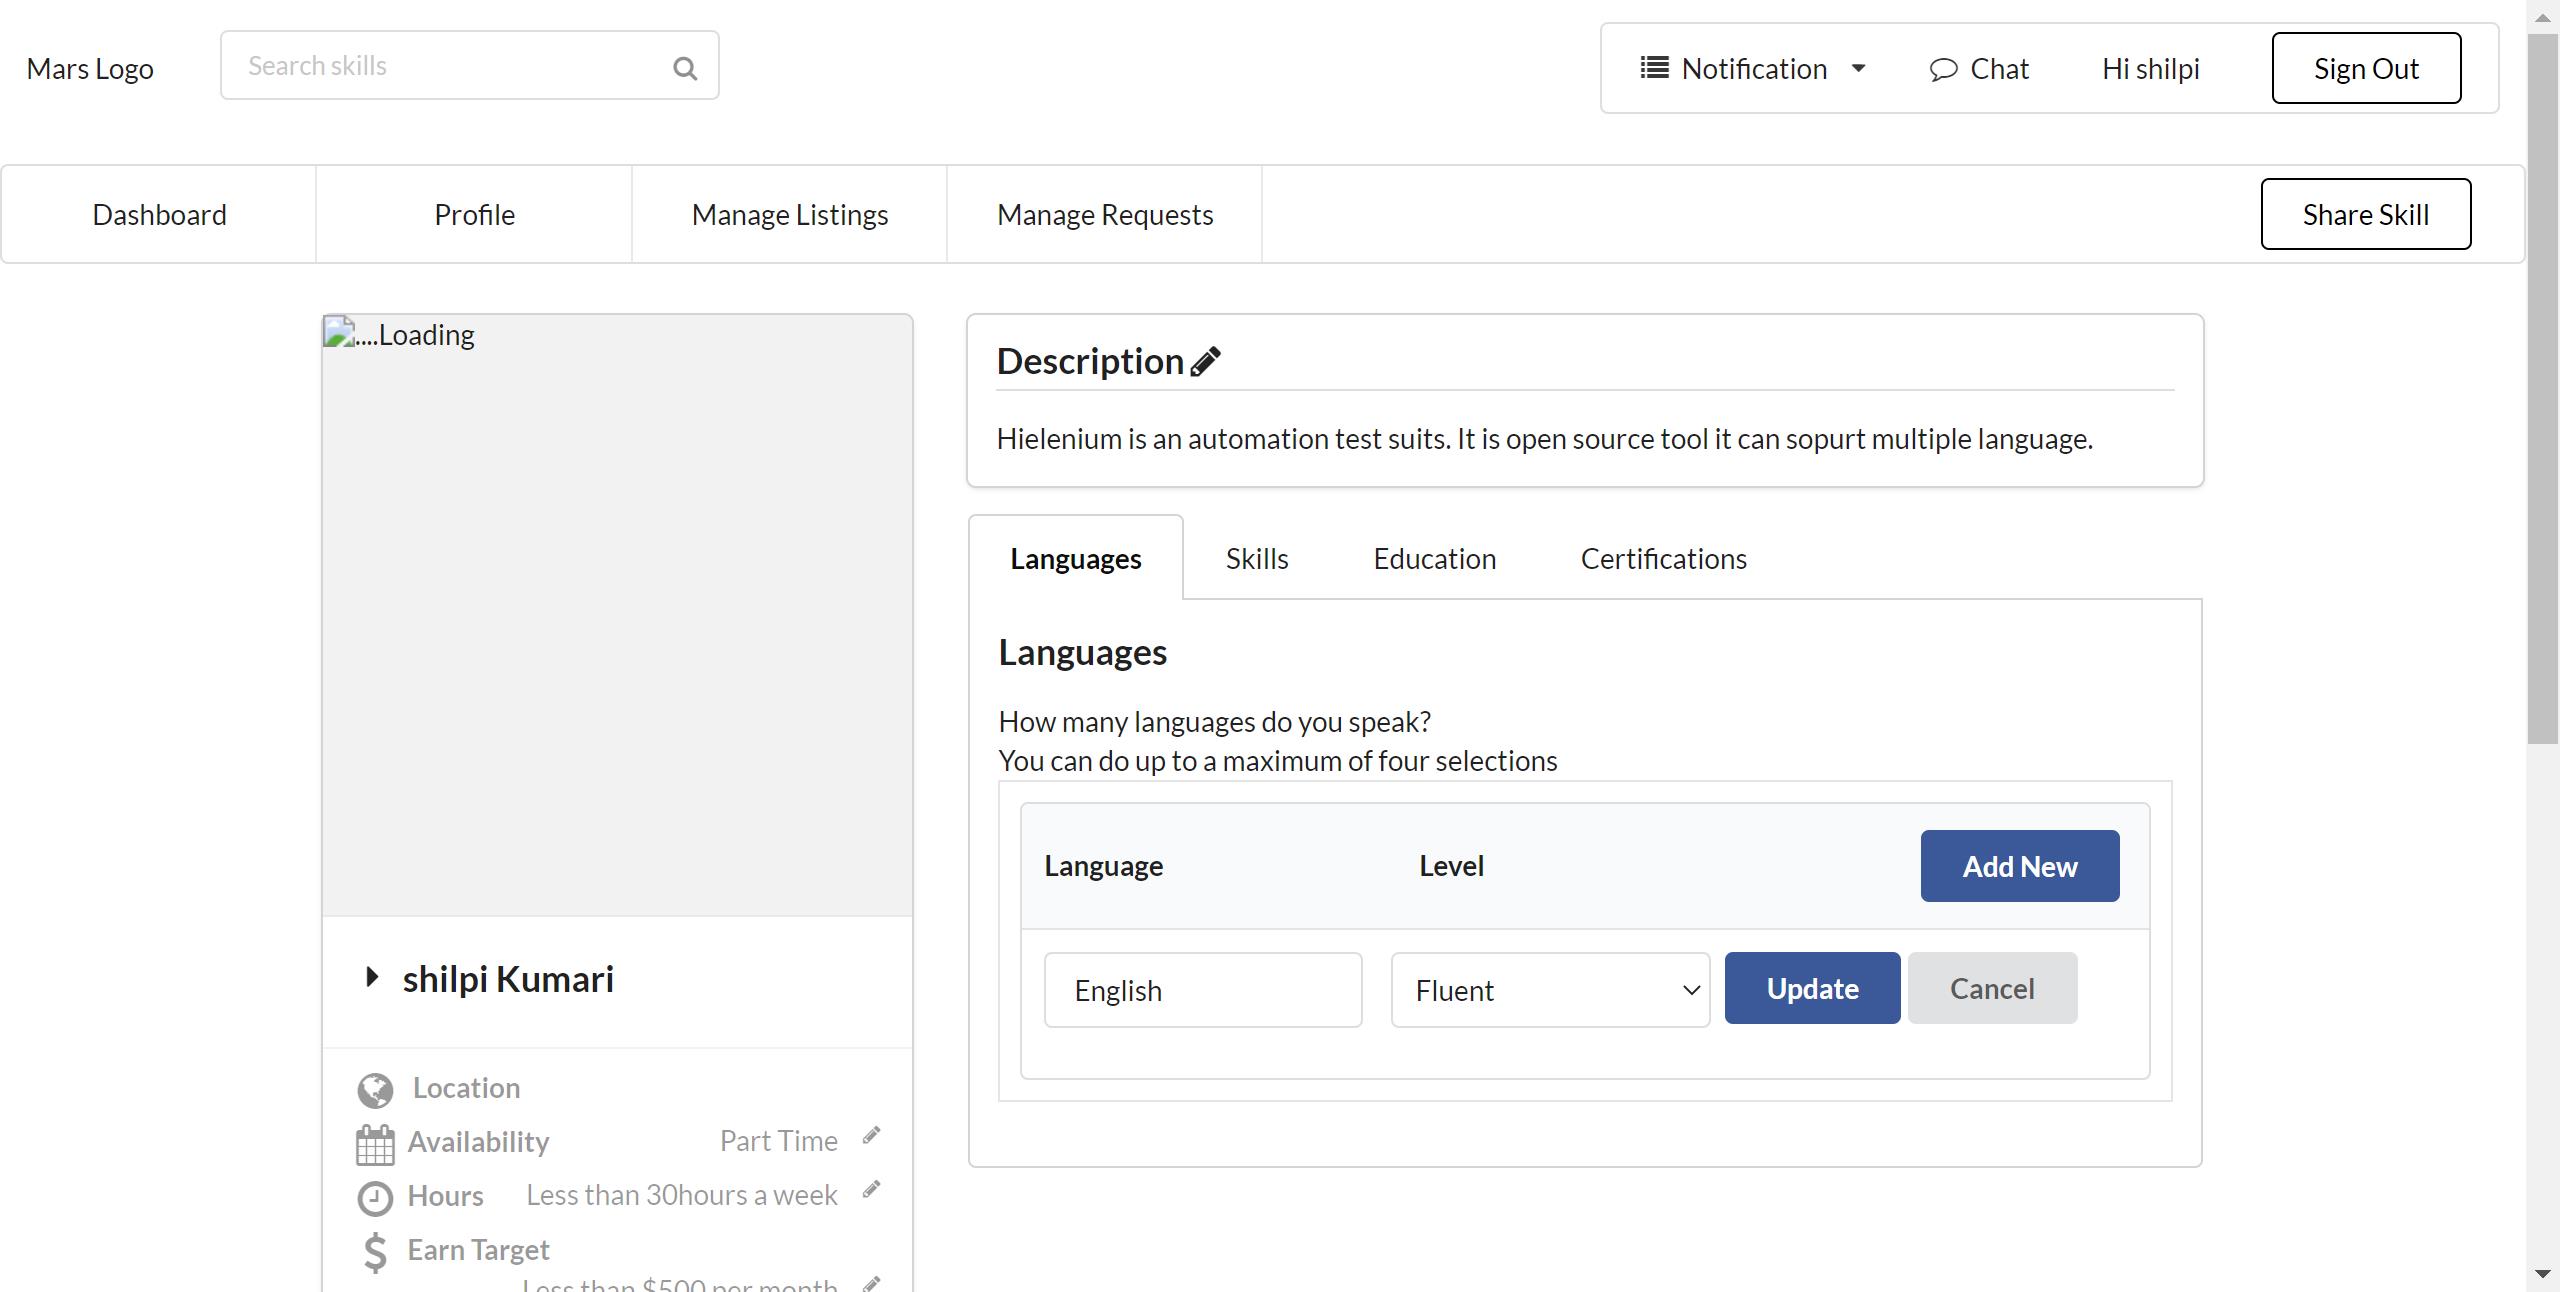 Mars Logo
Search skills
Notification
Chat
Hi shilpi
Sign Out
Dashboard
Profile
Manage Listings
Manage Requests
Share Skill
....Loading
shilpi Kumari
Location
Availability Part Time
Hours Less than 30hours a week
Earn Target
Less than $500 per month
Description
Hielenium is an automation test suits. It is open source tool it can sopurt multiple language.
Languages
Skills
Education
Certifications
Languages
How many languages do you speak?
You can do up to a maximum of four selections
Language Level Add New
English Fluent Update Cancel